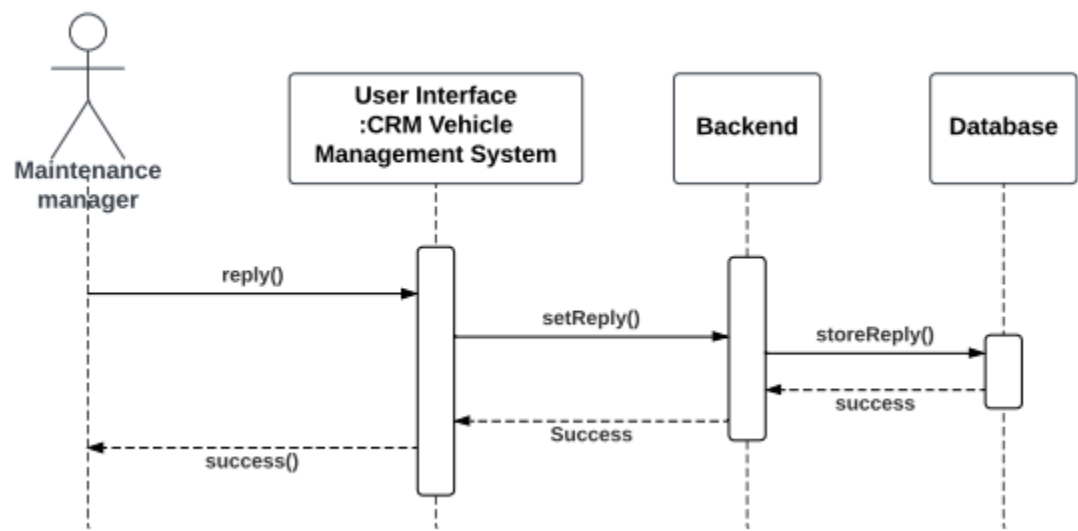 User Interface
:CRM Vehicle
Management System
Backend
Database
Maintenance
manager
reply()
setReply()
storeReply()
success
Success
success()